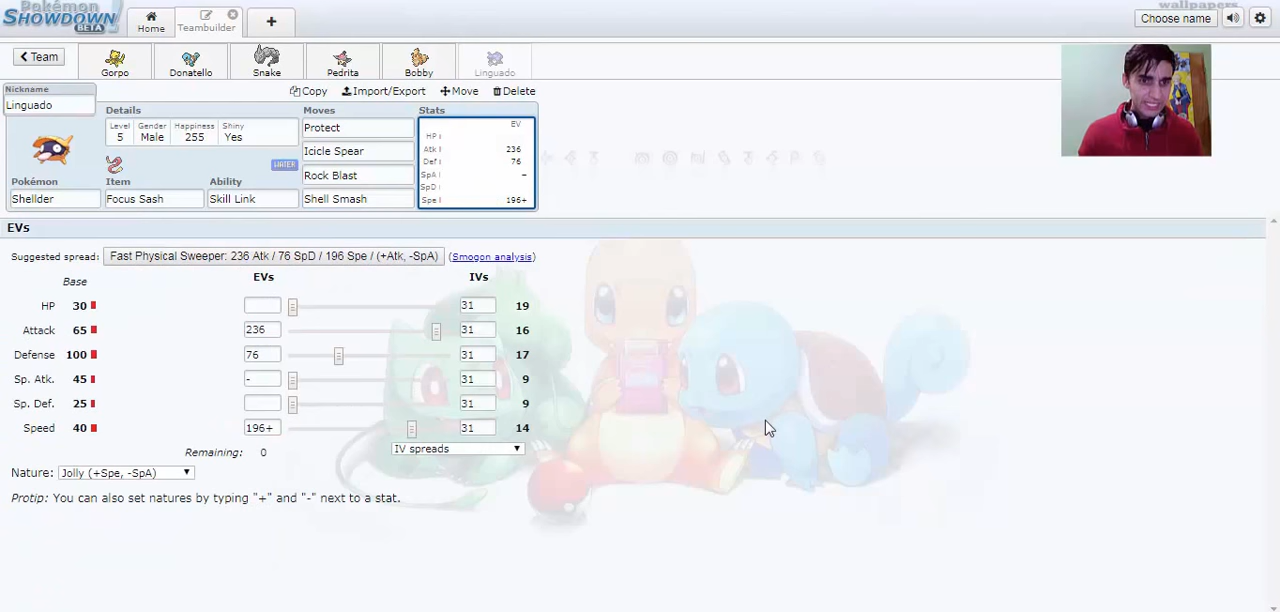 Pokémon
SHOWDOWN
BETA
Home
Teambuilder
+
wallpapers
Choose name
Team
Gorpo
Donatello
Snake
Pedrita
Bobby
Linguado
Nickname
Linguado
Copy
Import/Export
Move
Delete
Details
Moves
Stats
Level Gender Happiness Shiny
5 Male 255 Yes
Protect
Icicle Spear
Rock Blast
Shell Smash
EV
HP
Atk 236
Def 76
SpA -
SpD
Spe 196+
WATER
Pokémon
Item
Ability
Shellder
Focus Sash
Skill Link
EVs
Suggested spread: Fast Physical Sweeper: 236 Atk / 76 SpD / 196 Spe / (+Atk, -SpA) (Smogon analysis)
Base EVs IVs
HP 30 31 19
Attack 65 236 31 16
Defense 100 76 31 17
Sp. Atk. 45 - 31 9
Sp. Def. 25 31 9
Speed 40 196+ 31 14
Remaining: 0 IV spreads
Nature: Jolly (+Spe, -SpA)
Protip: You can also set natures by typing "+" and "-" next to a stat.